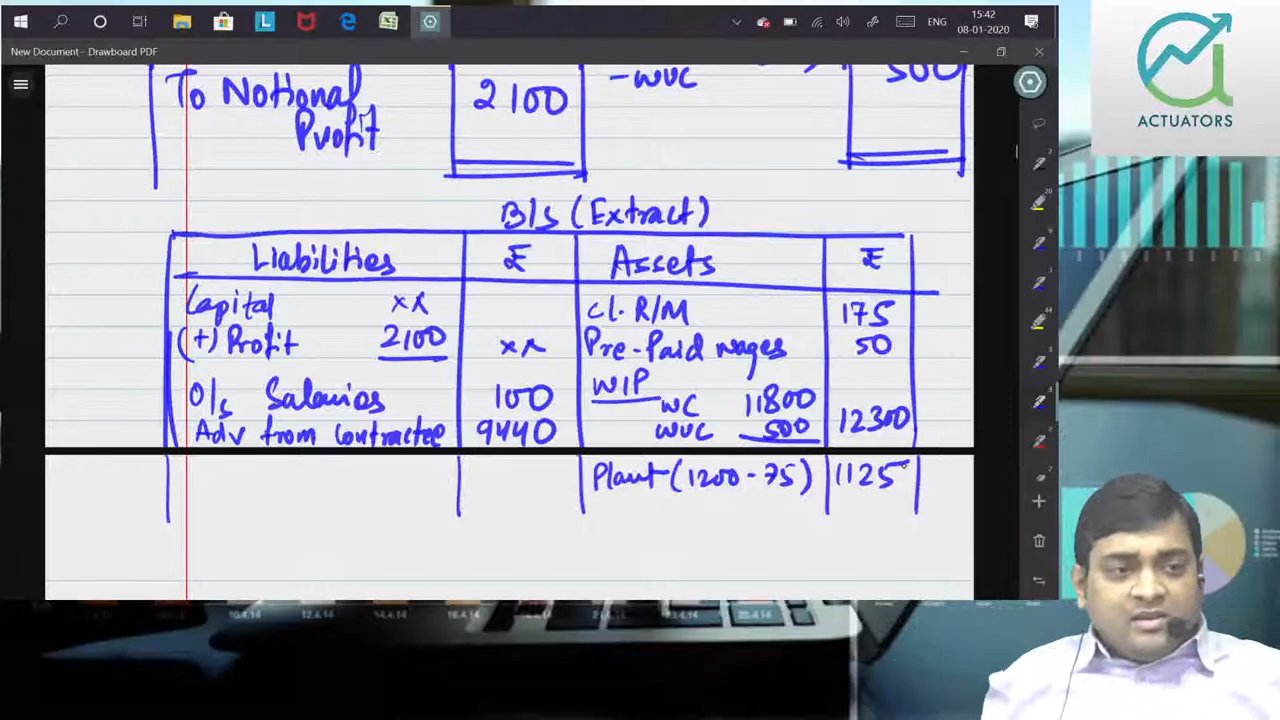 ENG
15:42
08-01-2020
New Document - Drawboard PDF
ACTUATORS
To Notional Profit 2100
-WUC 500
B/S (Extract)
Liabilities ₹ Assets ₹
Capital xx Cl. R/M 175
(+) Profit 2100 xx Pre-Paid wages 50
WIP
O/s Salaries 100 WC 11800
Adv from Contractee 9440 WUC 500 12300
Plant (1200 - 75) 1125